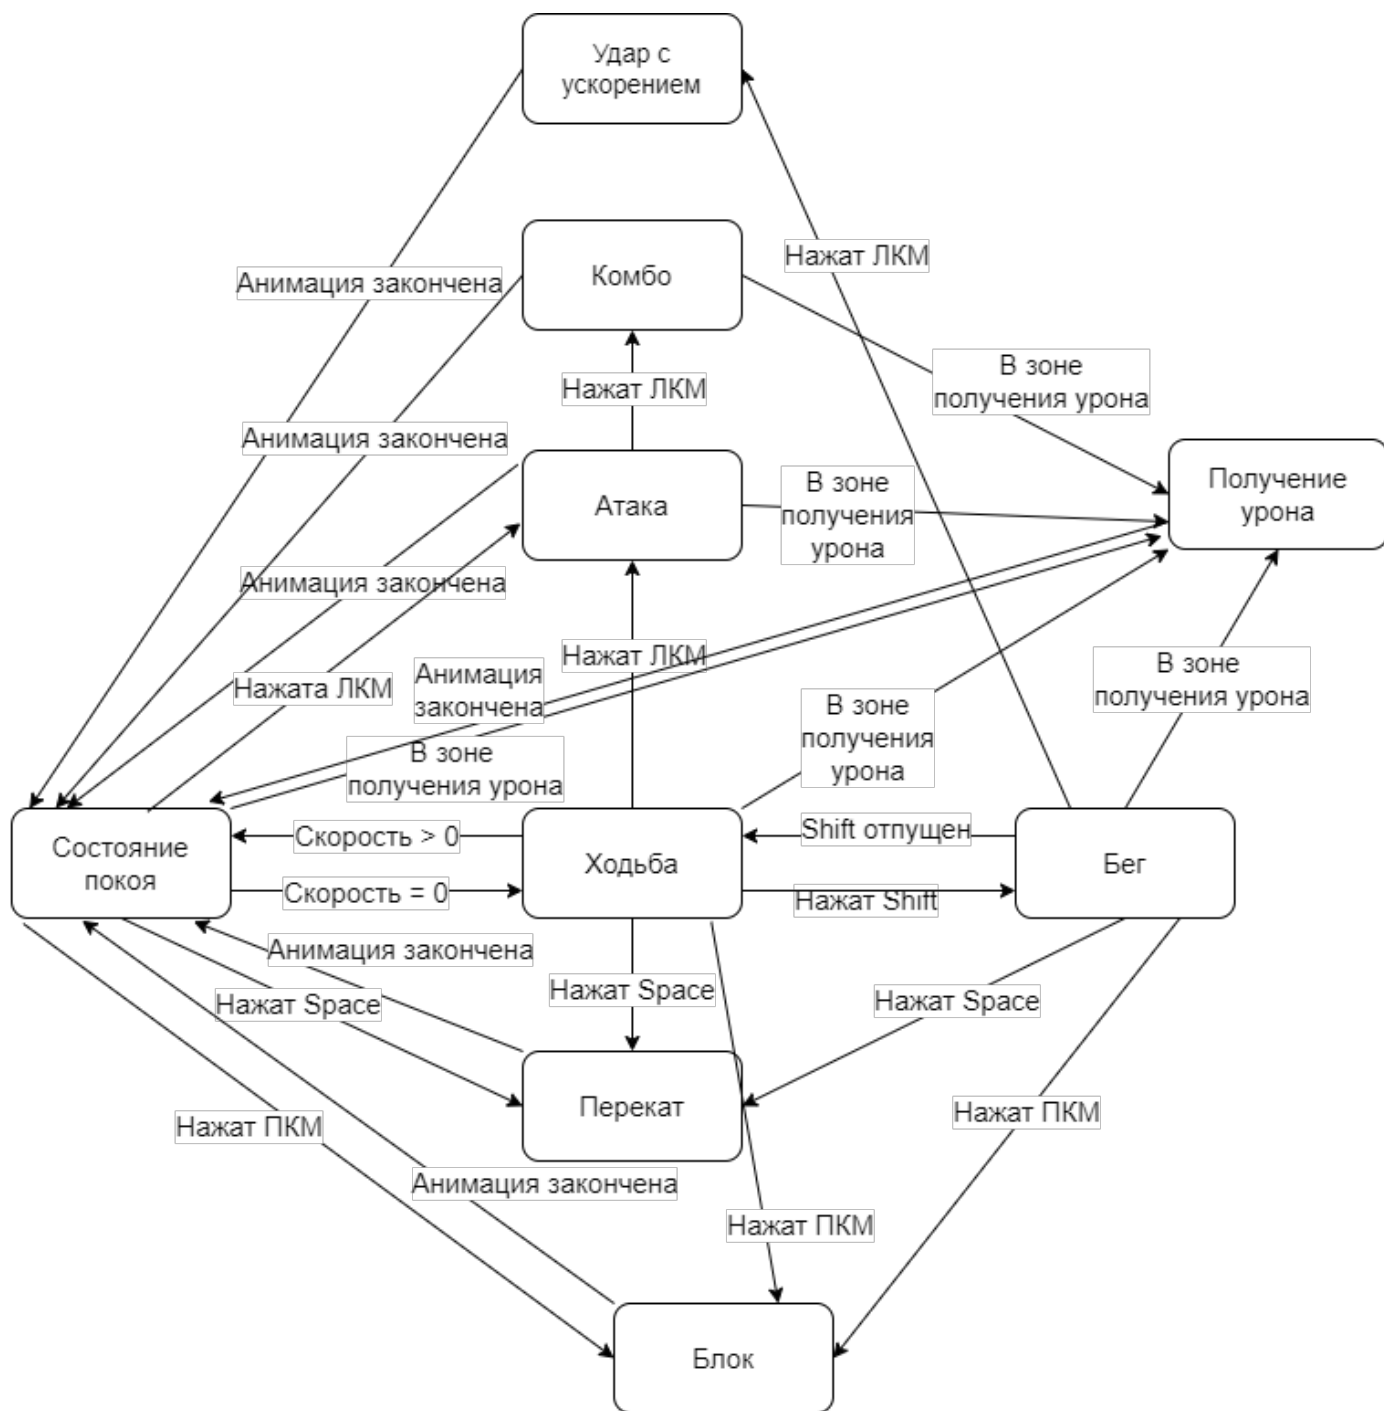 Удар с
ускорением
Нажат ЛКМ
Анимация закончена
Комбо
В зоне
получения урона
Нажат ЛКМ
Анимация закончена
Получение
урона
Атака
В зоне
получения
урона
Анимация закончена
Нажат ЛКМ
Нажата ЛКМ
Анимация
закончена
В зоне
получения урона
В зоне
получения
урона
В зоне
получения урона
Состояние
покоя
Скорость > 0
Скорость = 0
Ходьба
Shift отпущен
Нажат Shift
Бег
Анимация закончена
Нажат Space
Нажат Space
Нажат Space
Перекат
Нажат ПКМ
Нажат ПКМ
Анимация закончена
Нажат ПКМ
Блок